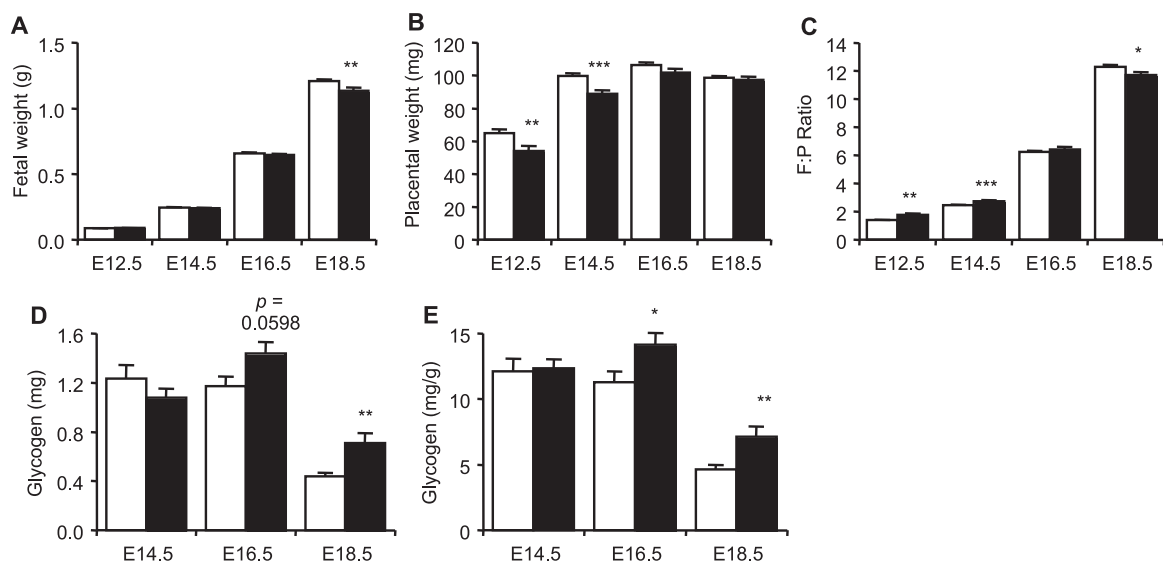 A
Fetal weight (g)
1.5
1.0
0.5
0.0
**
E12.5 E14.5 E16.5 E18.5
B
Placental weight (mg)
120
100
80
60
40
20
0
**
***
E12.5 E14.5 E16.5 E18.5
C
F:P Ratio
14
12
10
8
6
4
2
0
**
***
*
E12.5 E14.5 E16.5 E18.5
D
Glycogen (mg)
1.6
1.2
0.8
0.4
0.0
p =
0.0598
**
E14.5 E16.5 E18.5
E
Glycogen (mg/g)
15
10
5
0
*
**
E14.5 E16.5 E18.5